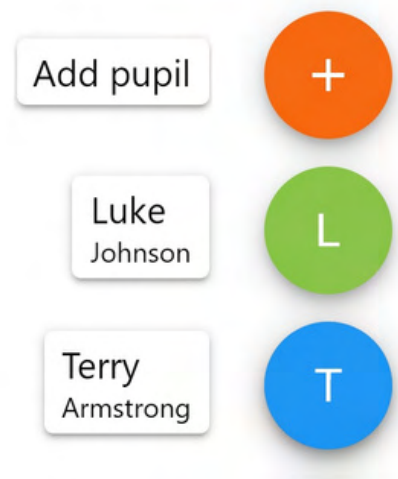 Add pupil
+
Luke
Johnson
L
Terry
Armstrong
T